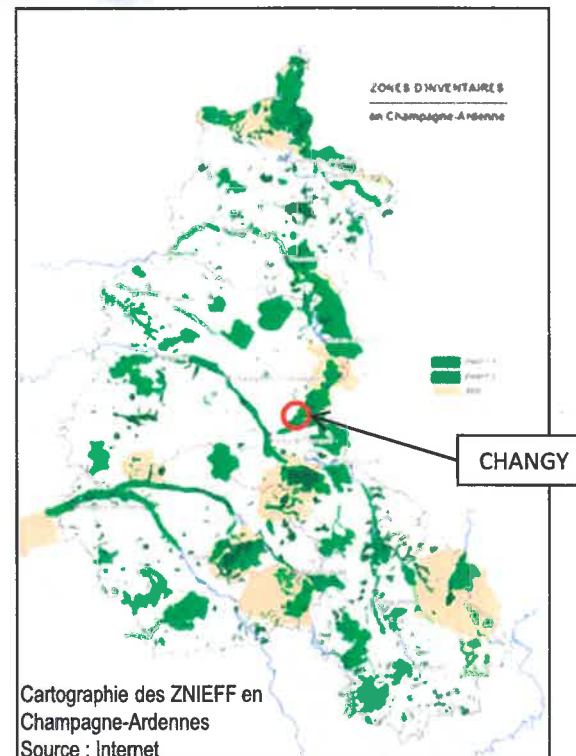 ZONES D'INVENTAIRES
en Champagne-Ardenne
CHANGY
Cartographie des ZNIEFF en
Champagne-Ardennes
Source : Internet